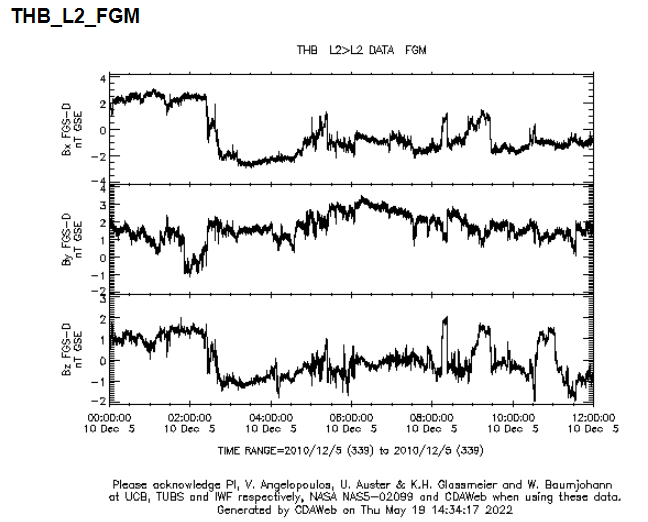 THB_L2_FGM
THB L2>L2 DATA FGM
4
2
0
−2
−4
Bx FGS-D
nT GSE
4
3
2
1
0
−1
−2
By FGS-D
nT GSE
3
2
1
0
−1
−2
Bz FGS-D
nT GSE
00:00:00 02:00:00 04:00:00 06:00:00 08:00:00 10:00:00 12:00:00
10 Dec 5 10 Dec 5 10 Dec 5 10 Dec 5 10 Dec 5 10 Dec 5 10 Dec 5
TIME RANGE=2010/12/5 (339) to 2010/12/5 (339)
Please acknowledge PI, V. Angelopoulos, U. Auster & K.H. Glassmeier and W. Baumjohann
at UCB, TUBS and IWF respectively, NASA NAS5-02099 and CDAWeb when using these data.
Generated by CDAWeb on Thu May 19 14:34:17 2022